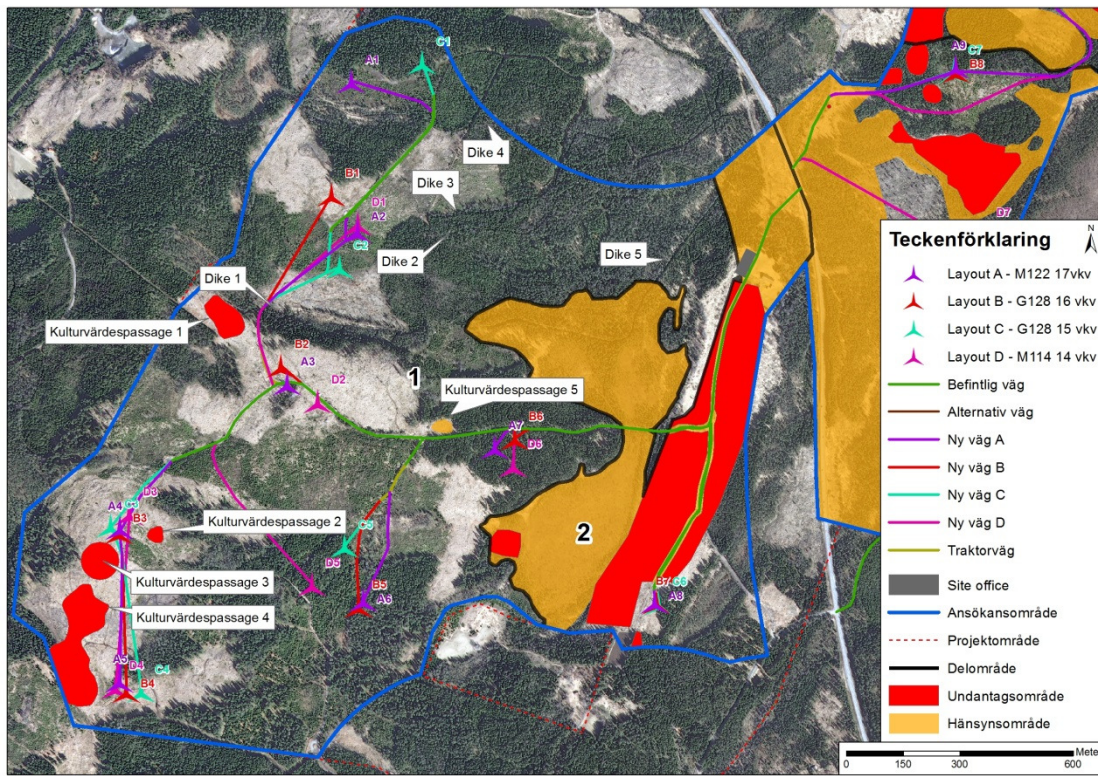 C1
A1
A9
C7
B8
Dike 4
B1
Dike 3
D1
A2
D7
C2
Dike 2
Dike 5
Dike 1
Kulturvärdespassage 1
B2
A3
1
D2
Kulturvärdespassage 5
A7
B6
D6
D3
A4
C3
B3
Kulturvärdespassage 2
C5
2
Kulturvärdespassage 3
D5
B5
A6
B7
C6
A8
Kulturvärdespassage 4
A5
D4
C4
B4
Teckenförklaring
N
Layout A - M122 17vkv
Layout B - G128 16 vkv
Layout C - G128 15 vkv
Layout D - M114 14 vkv
Befintlig väg
Alternativ väg
Ny väg A
Ny väg B
Ny väg C
Ny väg D
Traktorväg
Site office
Ansökansområde
Projektområde
Delområde
Undantagsområde
Hänsynsområde
Mete
0 150 300 600